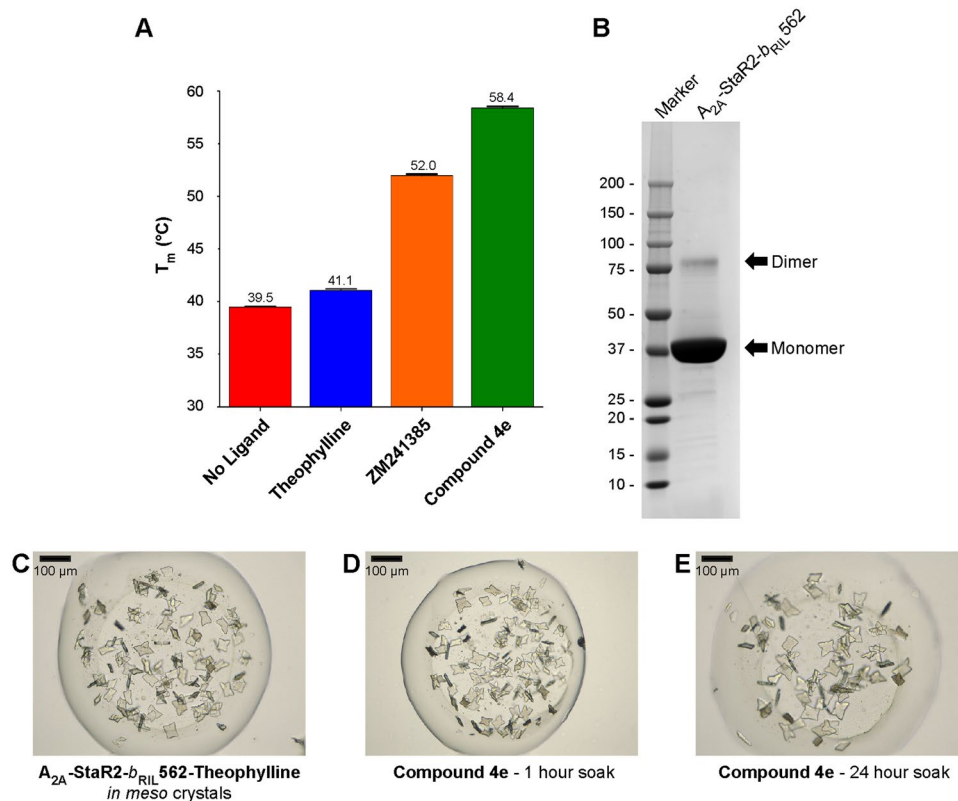 A
60
55
50
45
40
35
30
Tm (°C)
39.5
41.1
52.0
58.4
No Ligand
Theophylline
ZM241385
Compound 4e
B
Marker
A2A-StaR2-bRIL562
200 -
150 -
100 -
75 -
50 -
37 -
25 -
20 -
15 -
10 -
Dimer
Monomer
C
100 µm
A2A-StaR2-bRIL562-Theophylline
in meso crystals
D
100 µm
Compound 4e - 1 hour soak
E
100 µm
Compound 4e - 24 hour soak